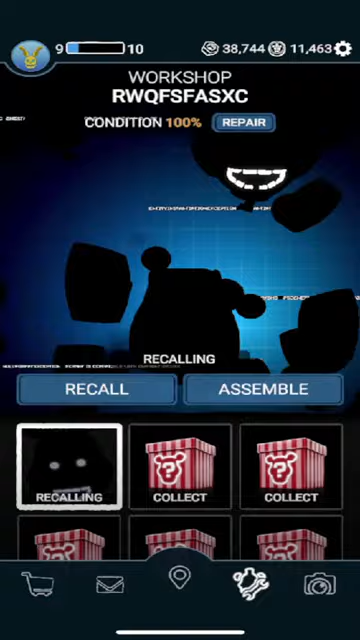 9 10 38,744 11,463
WORKSHOP
RWQFSFASXC
CONDITION 100% REPAIR
RECALLING
RECALL ASSEMBLE
RECALLING COLLECT COLLECT